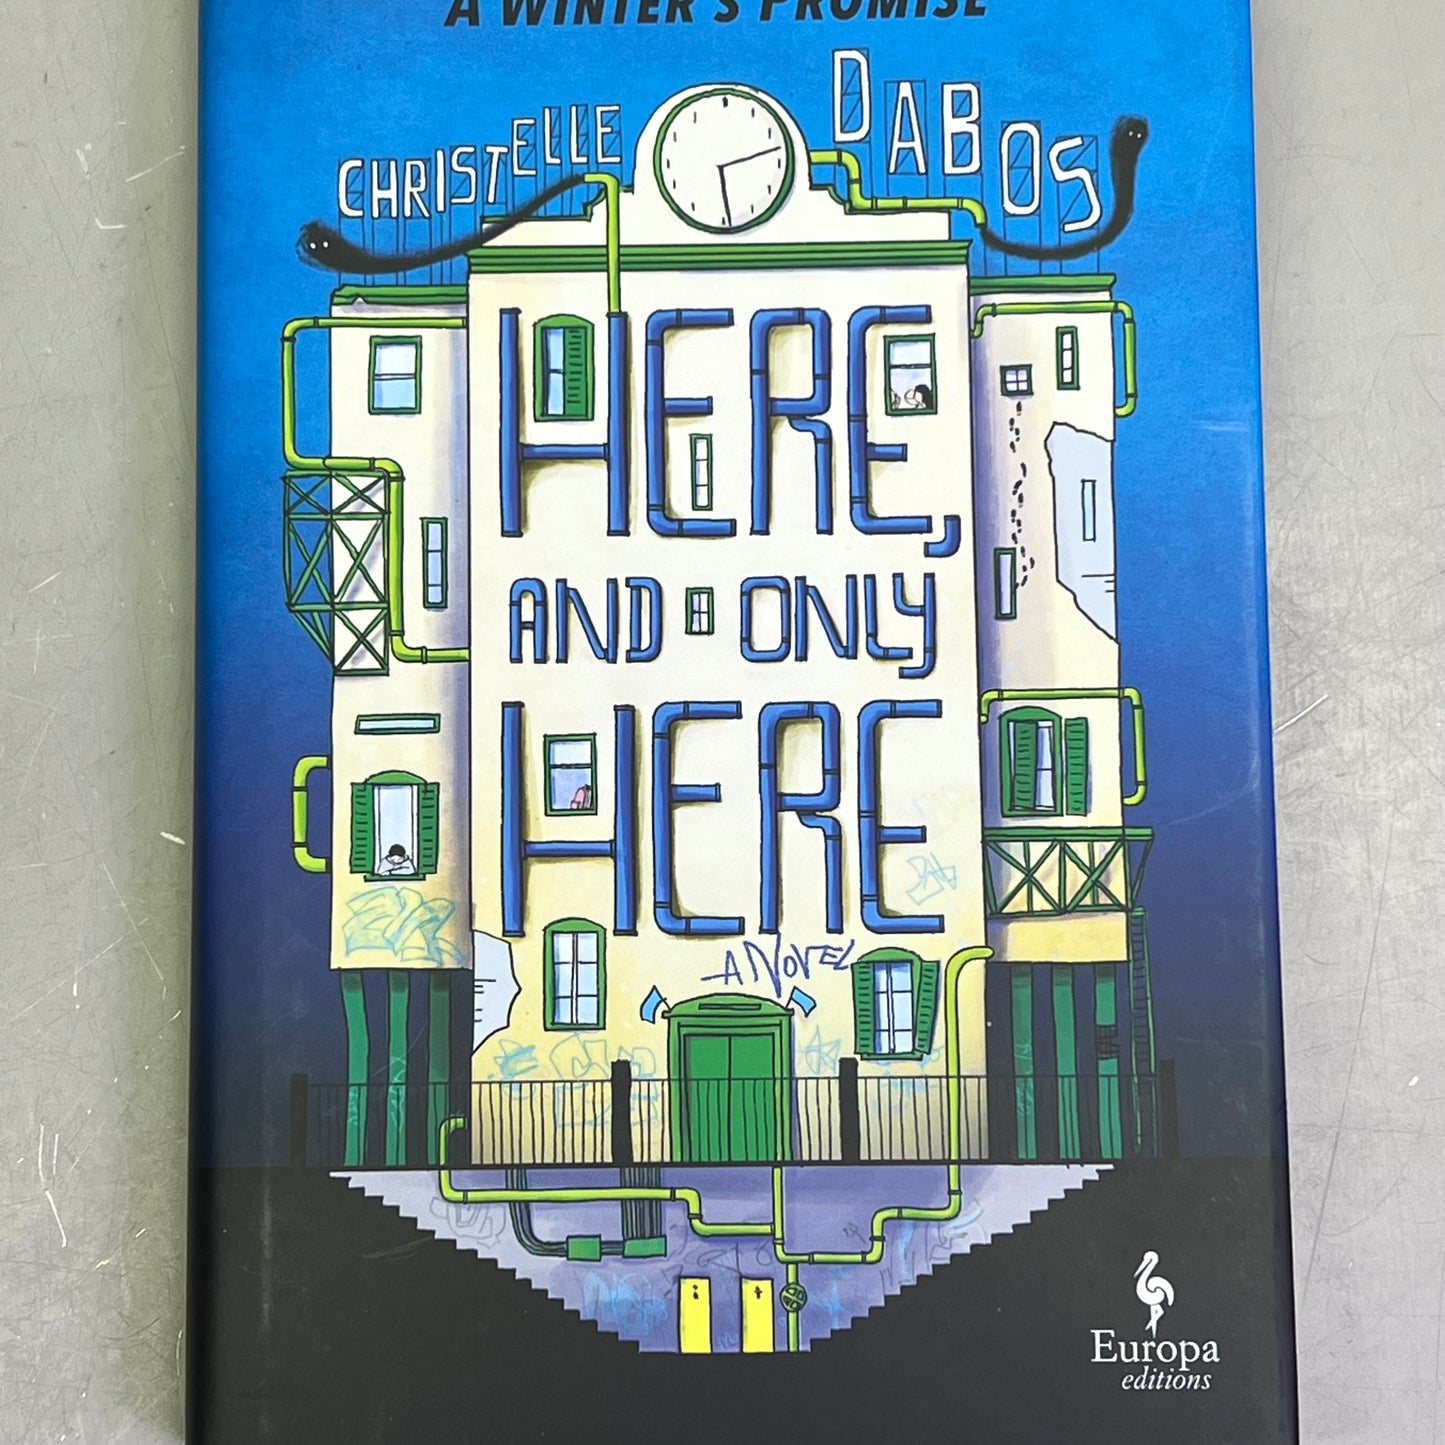 A WINTER'S PROMISE
CHRISTELLE DABOS
HERE,
AND ONLY
HERE
A NOVEL
Europa
editions